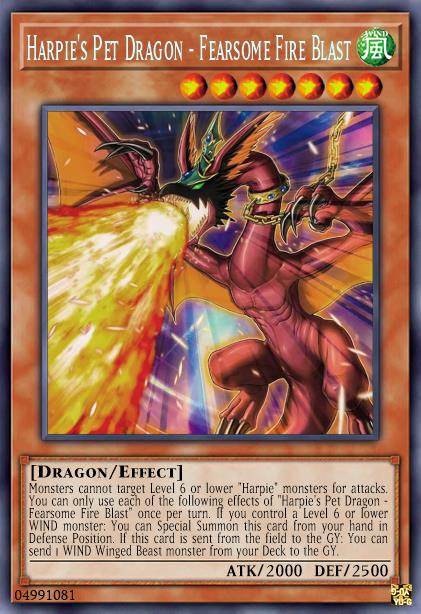 Harpie's Pet Dragon - Fearsome Fire Blast
WIND
風
[Dragon/Effect]
Monsters cannot target Level 6 or lower "Harpie" monsters for attacks.
You can only use each of the following effects of "Harpie's Pet Dragon -
Fearsome Fire Blast" once per turn. If you control a Level 6 or lower
WIND monster: You can Special Summon this card from your hand in
Defense Position. If this card is sent from the field to the GY: You can
send 1 WIND Winged Beast monster from your Deck to the GY.
ATK/2000 DEF/2500
04991081